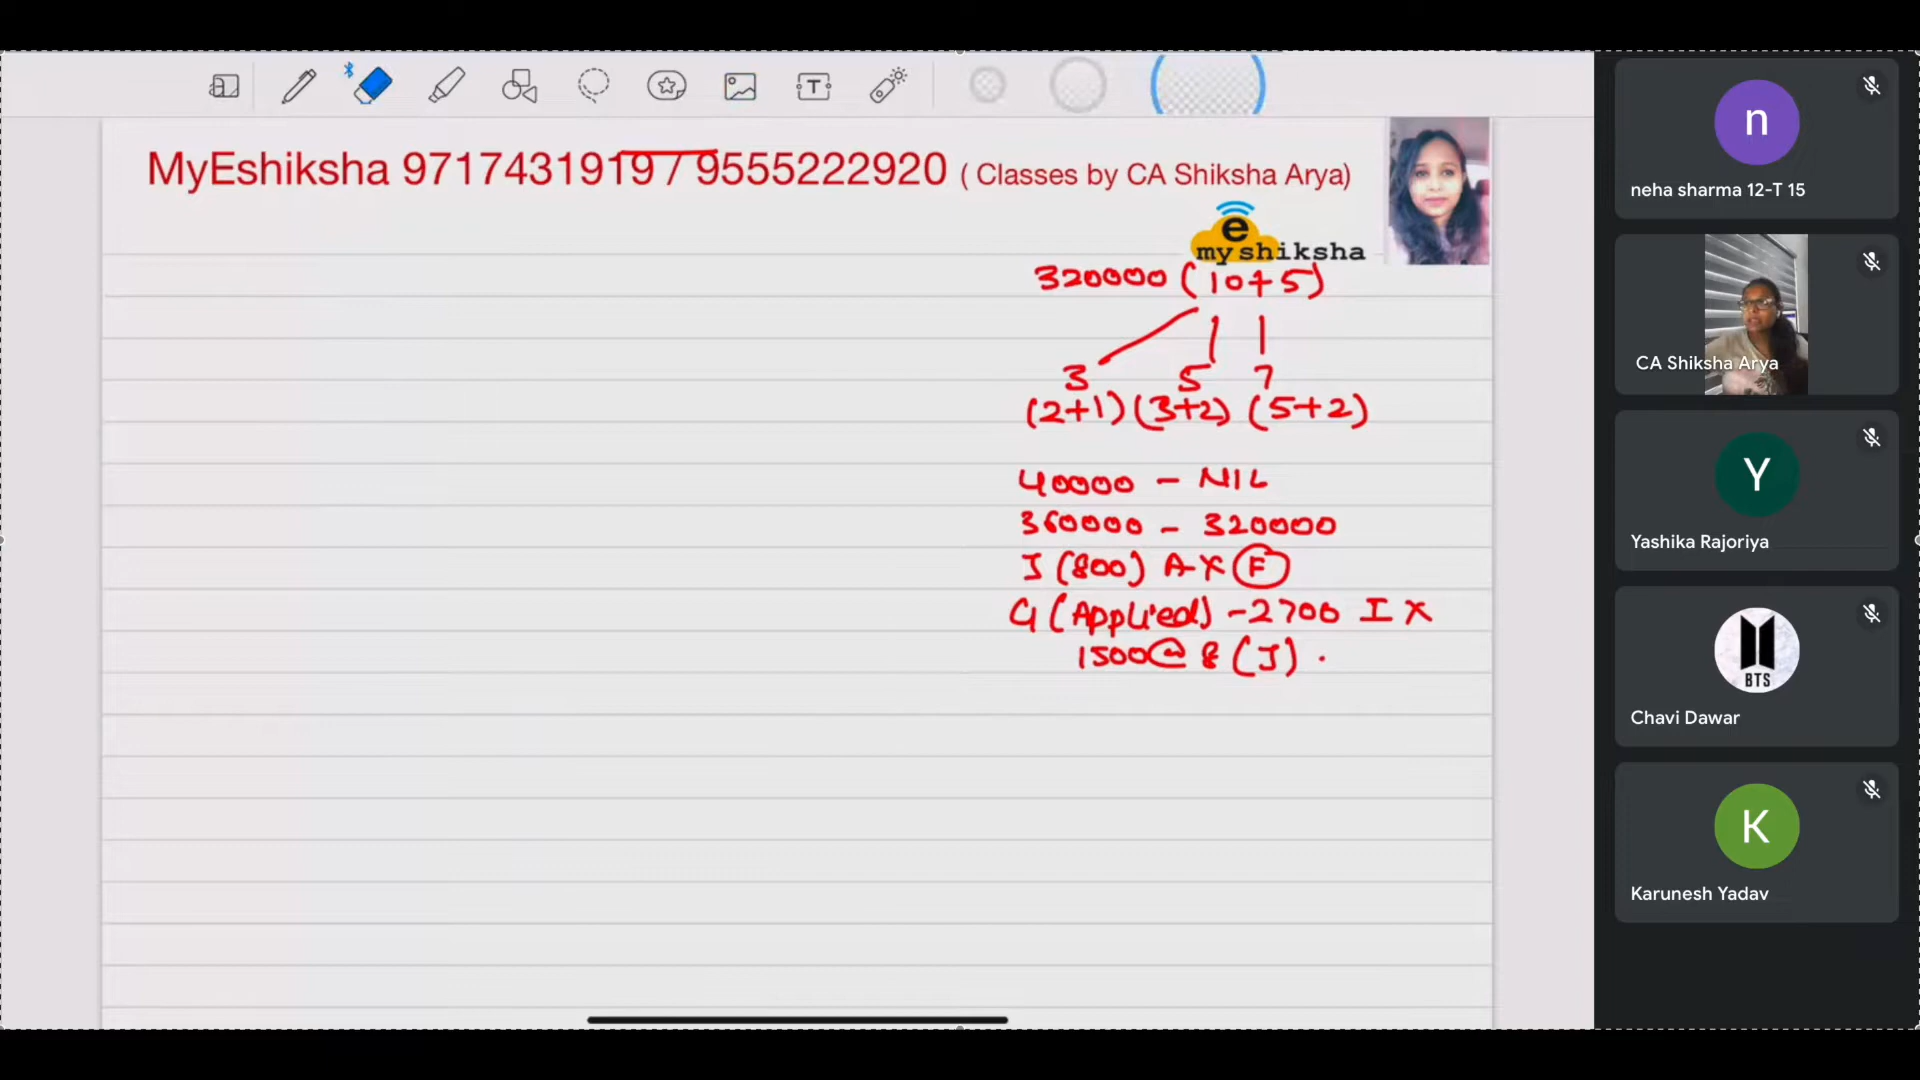 MyEshiksha 9717431919 / 9555222920 ( Classes by CA Shiksha Arya)
e
my shiksha
320000 (10+5)
3 5 7
(2+1) (3+2) (5+2)
40000 - NIL
360000 - 320000
J (800) A X F
G (Applied) - 2700 I X
1500@ 8 (J) .
n
neha sharma 12-T 15
CA Shiksha Arya
Y
Yashika Rajoriya
BTS
Chavi Dawar
K
Karunesh Yadav